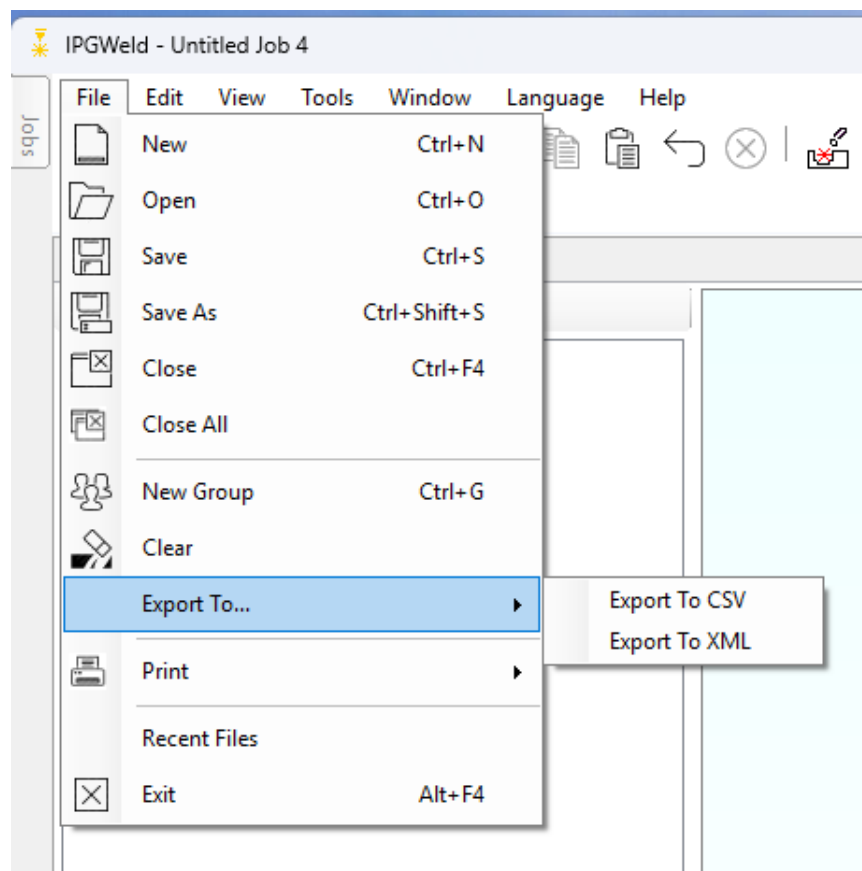 IPGWeld - Untitled Job 4
File Edit View Tools Window Language Help
Jobs
New Ctrl+N
Open Ctrl+O
Save Ctrl+S
Save As Ctrl+Shift+S
Close Ctrl+F4
Close All
New Group Ctrl+G
Clear
Export To...
Export To CSV
Export To XML
Print
Recent Files
Exit Alt+F4